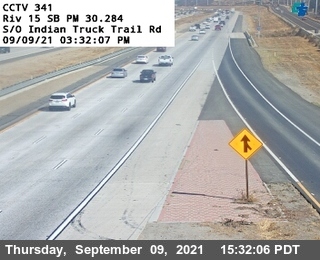 CCTV 341
Riv 15 SB PM 30.284
S/O Indian Truck Trail Rd
09/09/21 03:32:07 PM
Thursday, September 09, 2021 15:32:06 PDT